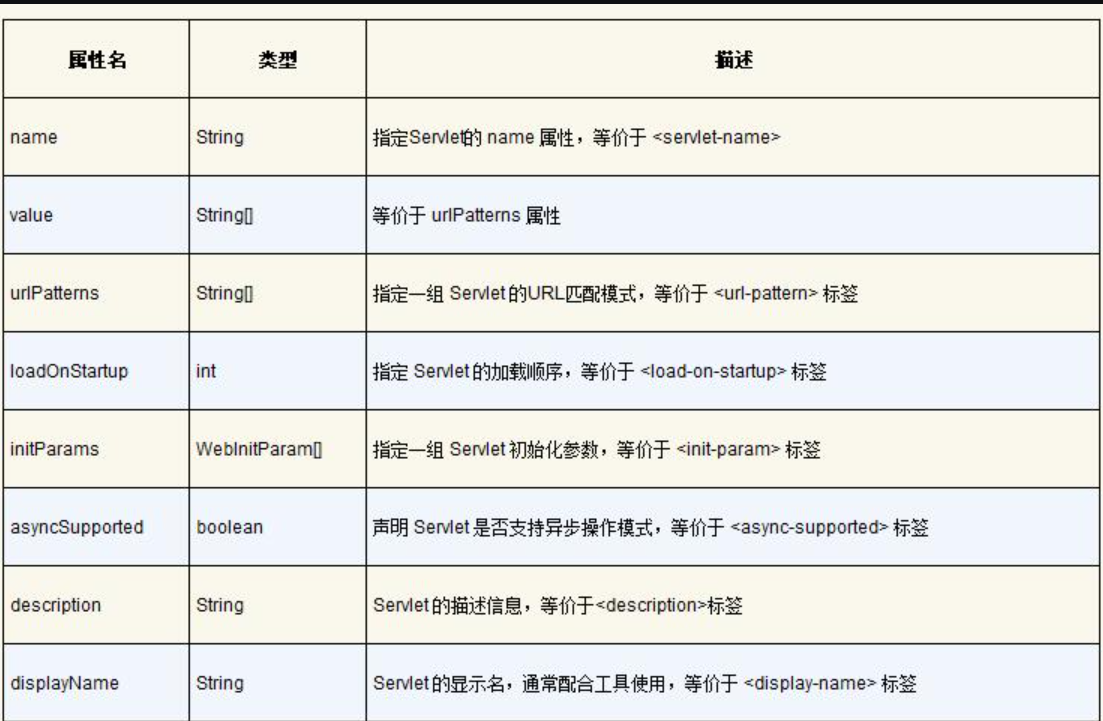 属性名 类型 描述
name String 指定Servlet的 name 属性，等价于 <servlet-name>
value String[] 等价于 urlPatterns 属性
urlPatterns String[] 指定一组 Servlet 的URL匹配模式，等价于 <url-pattern> 标签
loadOnStartup int 指定 Servlet 的加载顺序，等价于 <load-on-startup> 标签
initParams WebInitParam[] 指定一组 Servlet 初始化参数，等价于 <init-param> 标签
asyncSupported boolean 声明 Servlet 是否支持异步操作模式，等价于 <async-supported> 标签
description String Servlet 的描述信息，等价于<description>标签
displayName String Servlet 的显示名，通常配合工具使用，等价于 <display-name> 标签